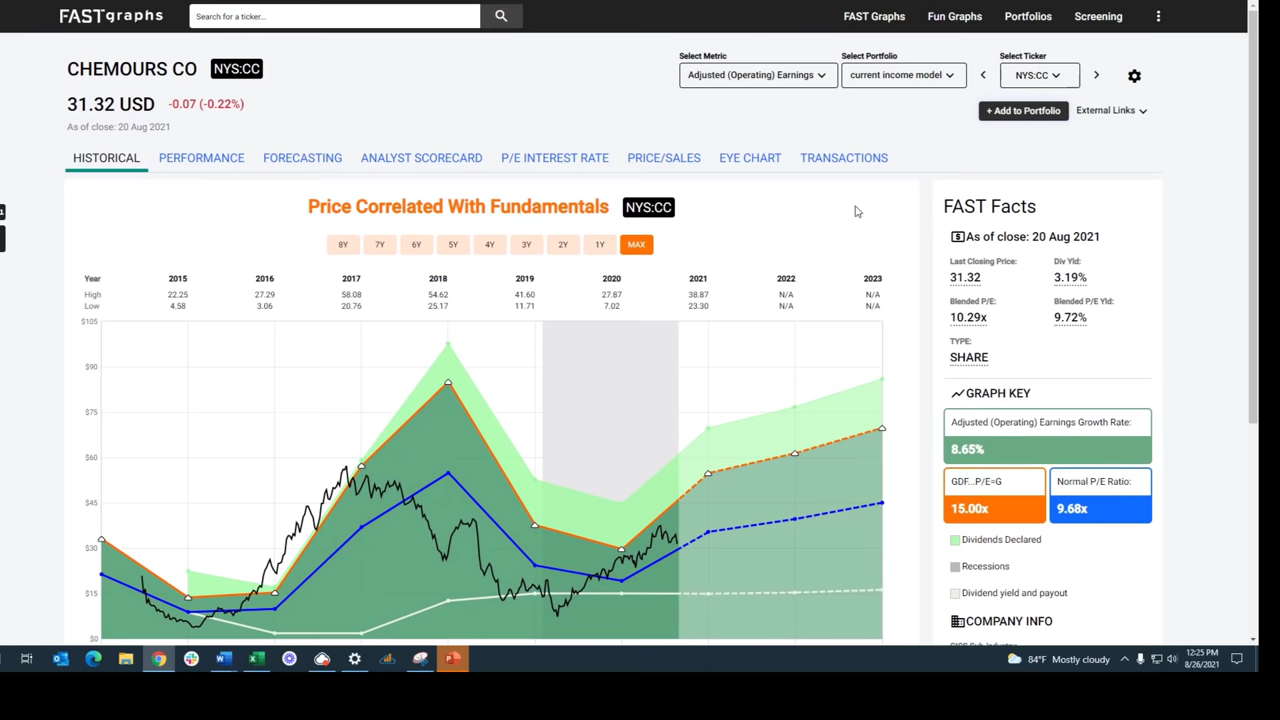 FASTgraphs
Search for a ticker...
FAST Graphs Fun Graphs Portfolios Screening
CHEMOURS CO NYS:CC
31.32 USD -0.07 (-0.22%)
As of close: 20 Aug 2021
Select Metric Select Portfolio Select Ticker
Adjusted (Operating) Earnings current income model NYS:CC
+ Add to Portfolio External Links
HISTORICAL PERFORMANCE FORECASTING ANALYST SCORECARD P/E INTEREST RATE PRICE/SALES EYE CHART TRANSACTIONS
Price Correlated With Fundamentals NYS:CC
8Y 7Y 6Y 5Y 4Y 3Y 2Y 1Y MAX
Year 2015 2016 2017 2018 2019 2020 2021 2022 2023
High 22.25 27.29 58.08 54.62 41.60 27.87 38.87 N/A N/A
Low 4.58 3.06 20.76 25.17 11.71 7.02 23.30 N/A N/A
$105
$90
$75
$60
$45
$30
$15
$0
FAST Facts
As of close: 20 Aug 2021
Last Closing Price: Div Yld:
31.32 3.19%
Blended P/E: Blended P/E Yld:
10.29x 9.72%
TYPE:
SHARE
GRAPH KEY
Adjusted (Operating) Earnings Growth Rate:
8.65%
GDF...P/E=G Normal P/E Ratio:
15.00x 9.68x
Dividends Declared
Recessions
Dividend yield and payout
COMPANY INFO
84°F Mostly cloudy
12:25 PM
8/26/2021